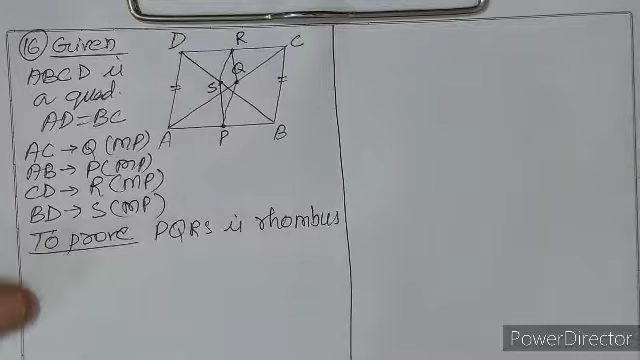 16 Given
ABCD is
a quad.
AD=BC
AC → Q (MP)
AB → P (MP)
CD → R (MP)
BD → S (MP)
To prove PQRS is rhombus
D R C
S Q
A P B
PowerDirector